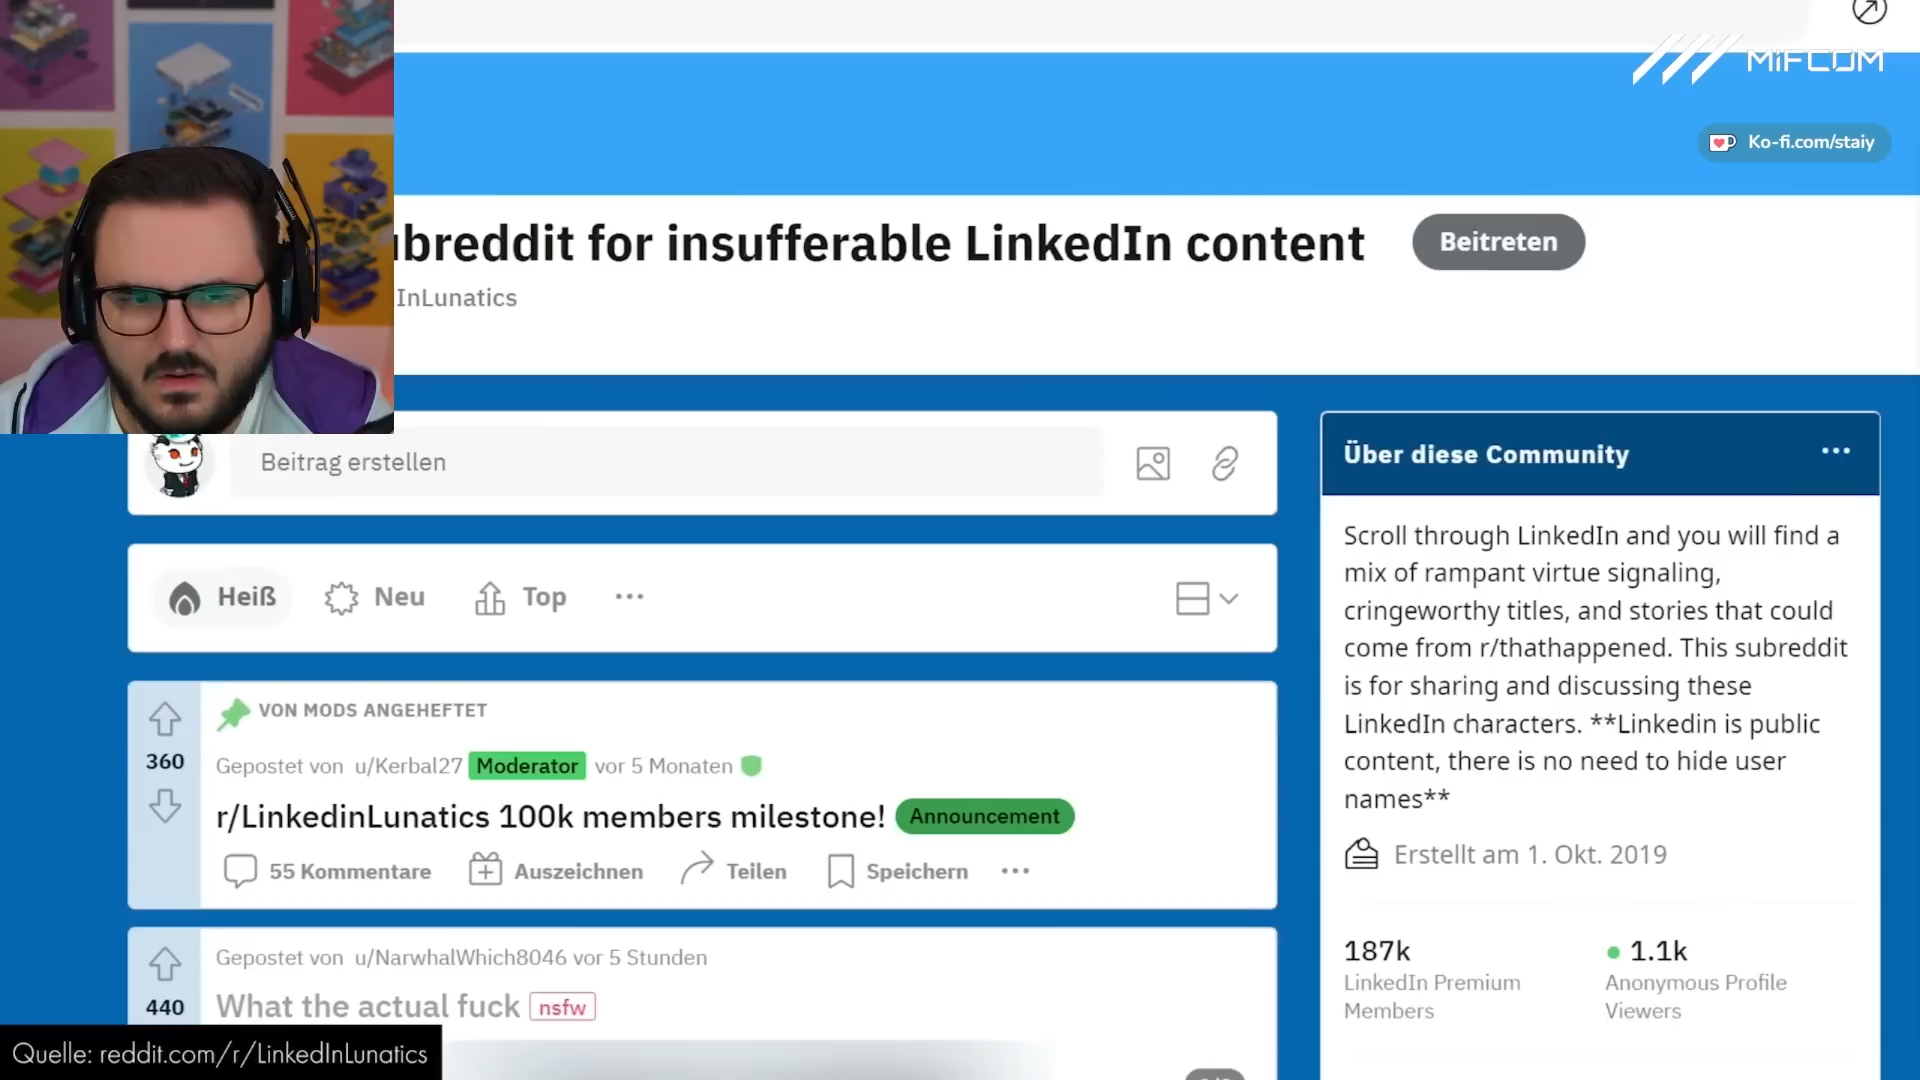 MIFCOM
Ko-fi.com/staiy
ubreddit for insufferable LinkedIn content
Beitreten
InLunatics
Beitrag erstellen
Heiß
Neu
Top
VON MODS ANGEHEFTET
Gepostet von u/Kerbal27 Moderator vor 5 Monaten
r/LinkedinLunatics 100k members milestone! Announcement
55 Kommentare
Auszeichnen
Teilen
Speichern
360
Gepostet von u/NarwhalWhich8046 vor 5 Stunden
What the actual fuck nsfw
440
Über diese Community
Scroll through LinkedIn and you will find a
mix of rampant virtue signaling,
cringeworthy titles, and stories that could
come from r/thathappened. This subreddit
is for sharing and discussing these
LinkedIn characters. **Linkedin is public
content, there is no need to hide user
names**
Erstellt am 1. Okt. 2019
187k
LinkedIn Premium
Members
1.1k
Anonymous Profile
Viewers
Quelle: reddit.com/r/LinkedInLunatics